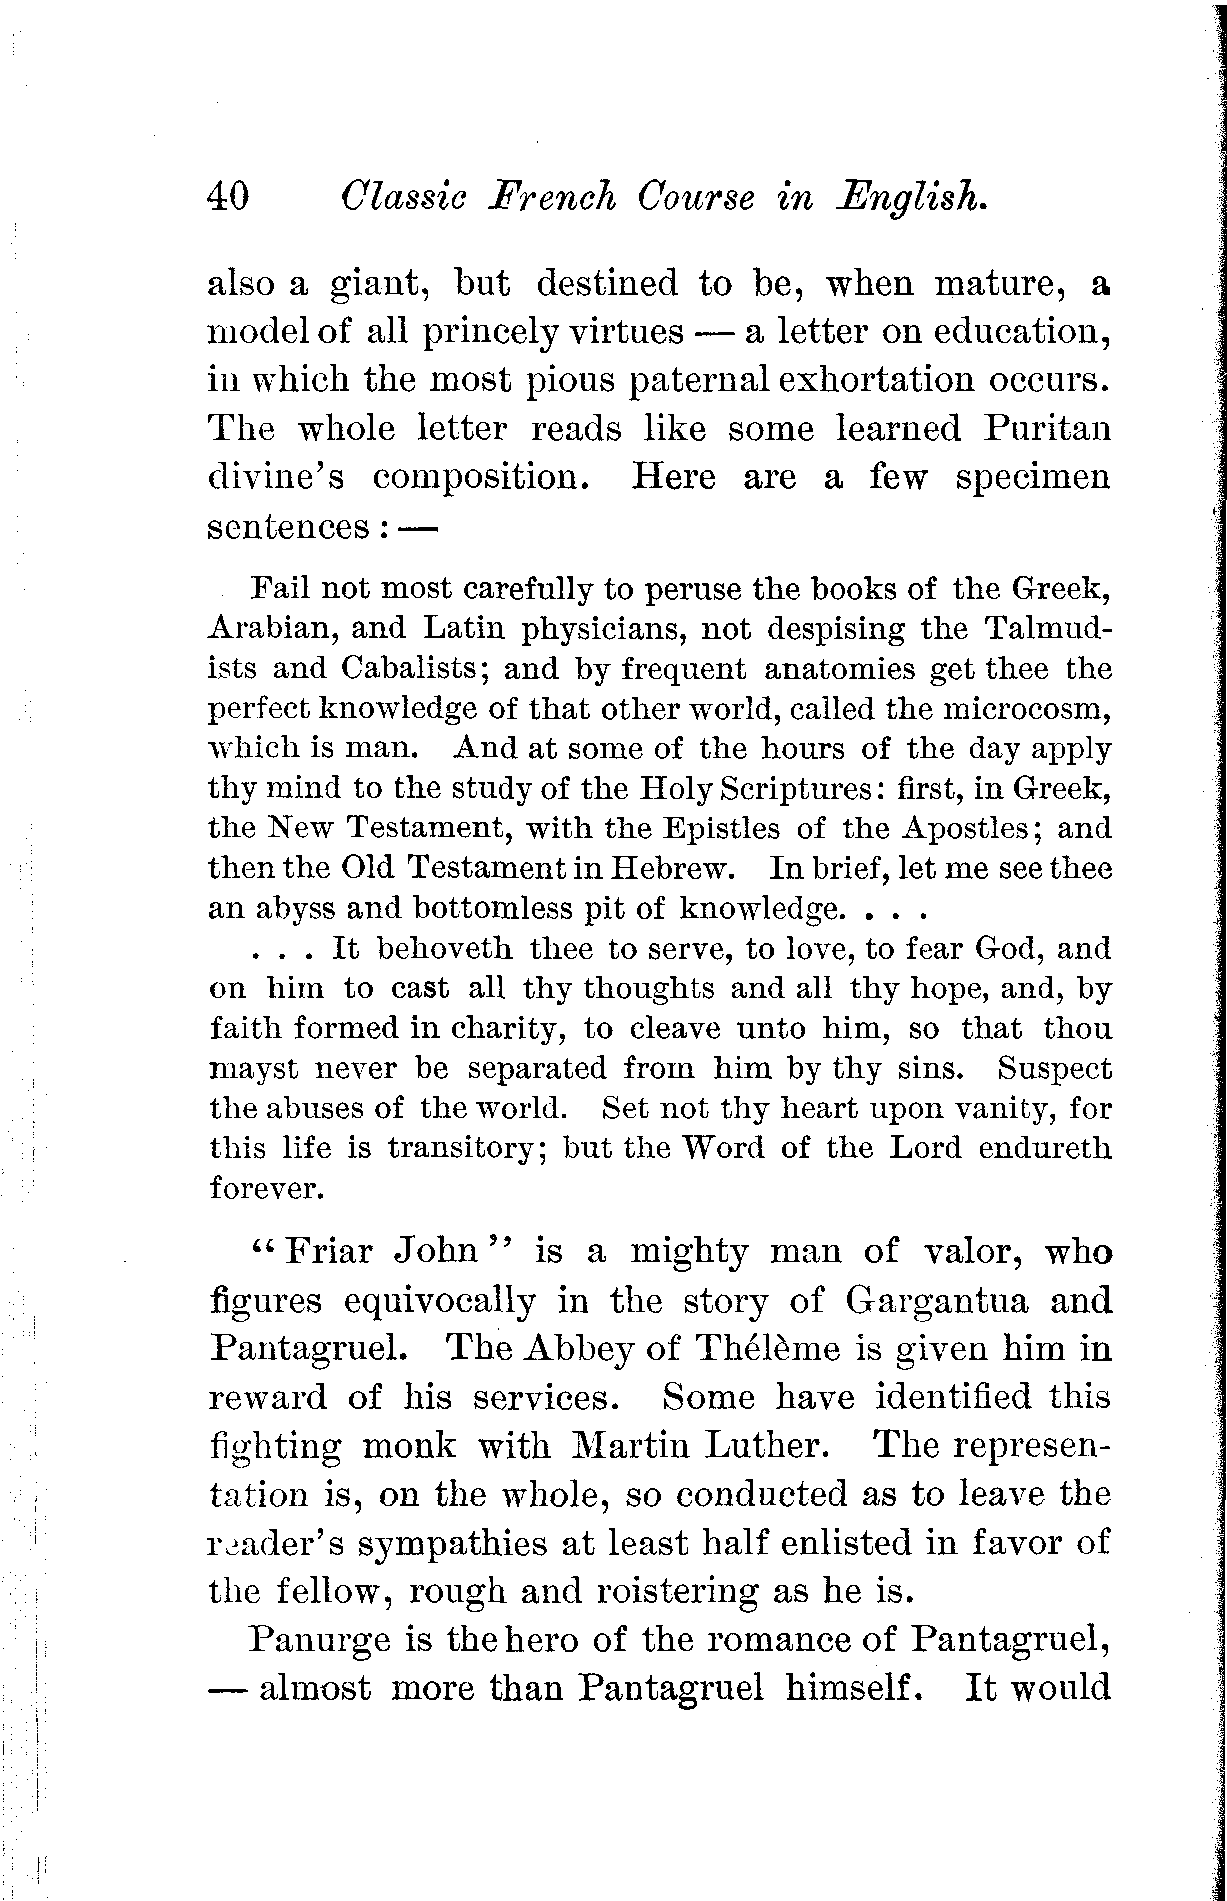 40 Classic French Course in English.
also a giant, but destined to be, when mature, a
model of all princely virtues — a letter on education,
in which the most pious paternal exhortation occurs.
The whole letter reads like some learned Puritan
divine's composition. Here are a few specimen
sentences: —
Fail not most carefully to peruse the books of the Greek,
Arabian, and Latin physicians, not despising the Talmud-
ists and Cabalists; and by frequent anatomies get thee the
perfect knowledge of that other world, called the microcosm,
which is man. And at some of the hours of the day apply
thy mind to the study of the Holy Scriptures: first, in Greek,
the New Testament, with the Epistles of the Apostles; and
then the Old Testament in Hebrew. In brief, let me see thee
an abyss and bottomless pit of knowledge. . . .
. . . It behoveth thee to serve, to love, to fear God, and
on him to cast all thy thoughts and all thy hope, and, by
faith formed in charity, to cleave unto him, so that thou
mayst never be separated from him by thy sins. Suspect
the abuses of the world. Set not thy heart upon vanity, for
this life is transitory; but the Word of the Lord endureth
forever.
"Friar John" is a mighty man of valor, who
figures equivocally in the story of Gargantua and
Pantagruel. The Abbey of Thélème is given him in
reward of his services. Some have identified this
fighting monk with Martin Luther. The represen-
tation is, on the whole, so conducted as to leave the
reader's sympathies at least half enlisted in favor of
the fellow, rough and roistering as he is.
Panurge is the hero of the romance of Pantagruel,
— almost more than Pantagruel himself. It would